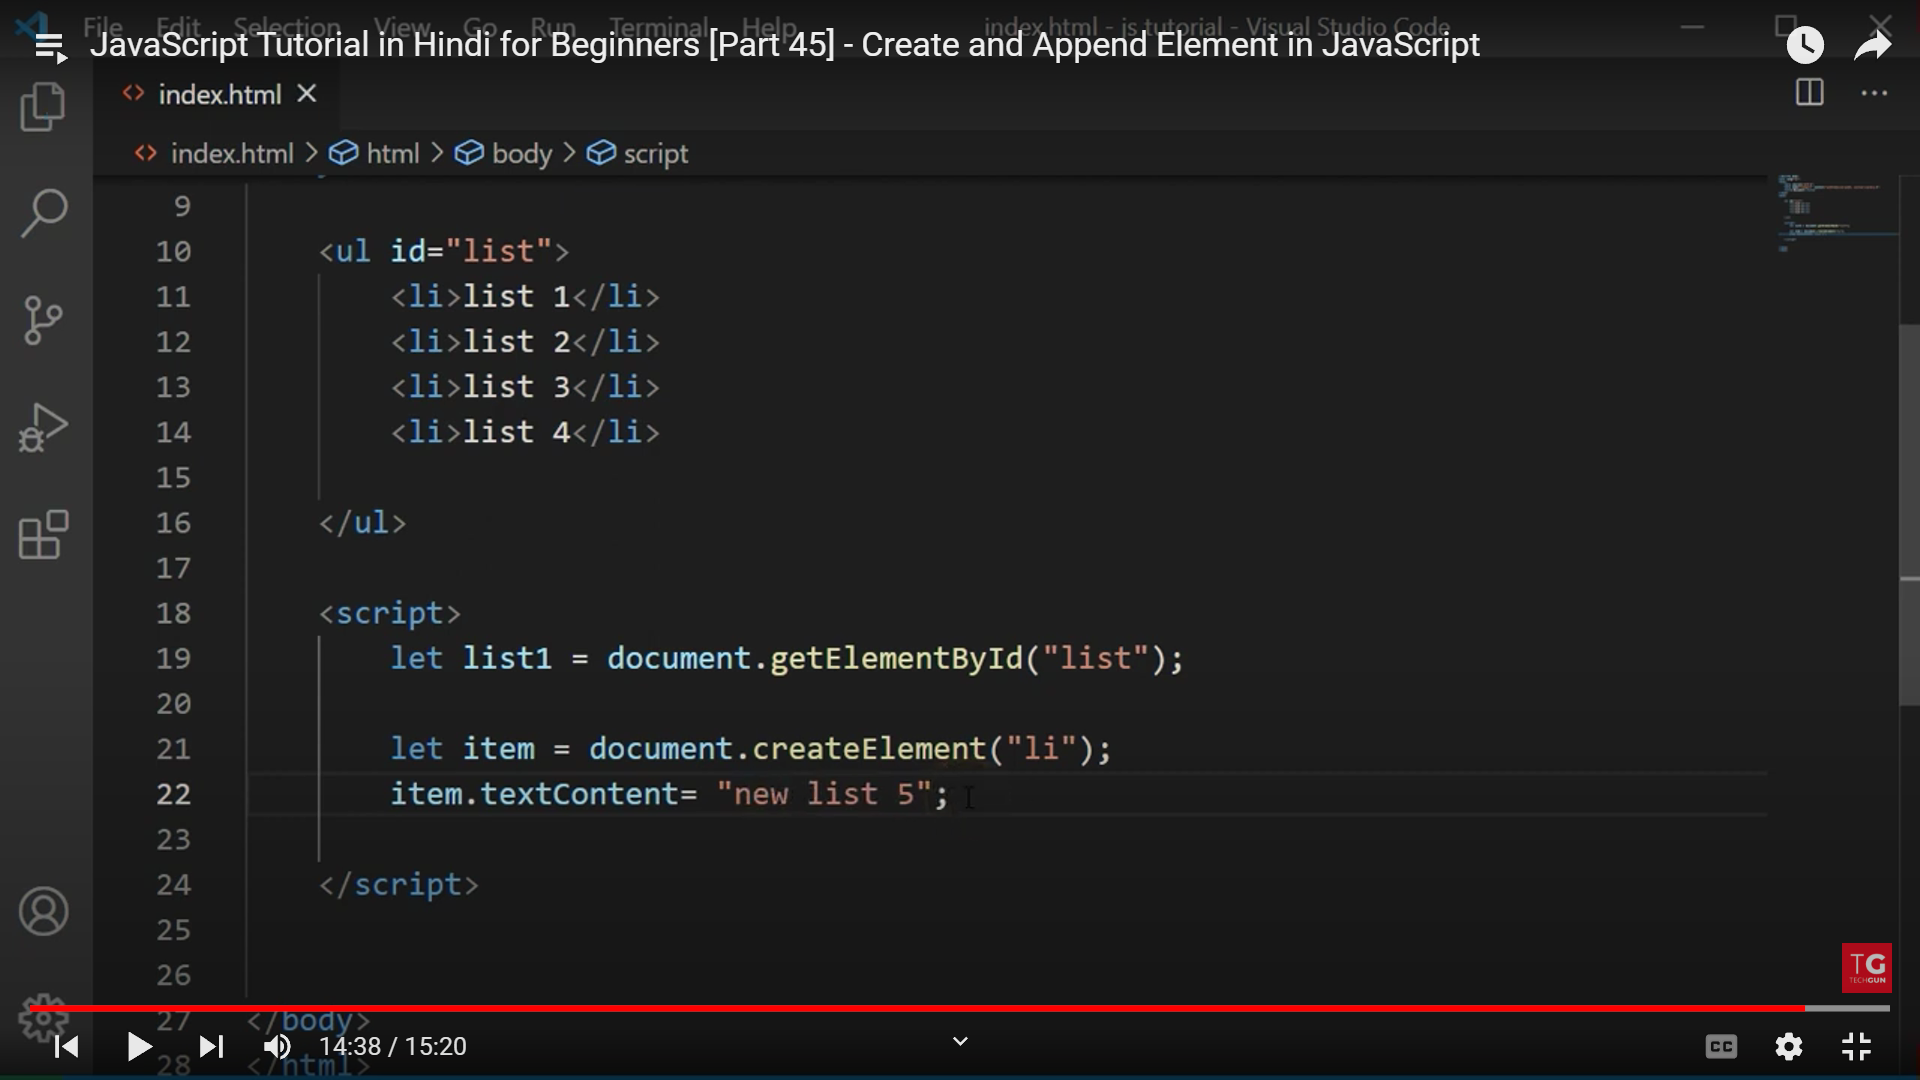 File Edit Selection View Go Run Terminal Help index.html - js tutorial - Visual Studio Code
JavaScript Tutorial in Hindi for Beginners [Part 45] - Create and Append Element in JavaScript
<> index.html
<> index.html > html > body > script
9
10 <ul id="list">
11 <li>list 1</li>
12 <li>list 2</li>
13 <li>list 3</li>
14 <li>list 4</li>
15
16 </ul>
17
18 <script>
19 let list1 = document.getElementById("list");
20
21 let item = document.createElement("li");
22 item.textContent= "new list 5";
23
24 </script>
25
26
27 </body>
28 </html>
TG
TECHGUN
14:38 / 15:20
CC